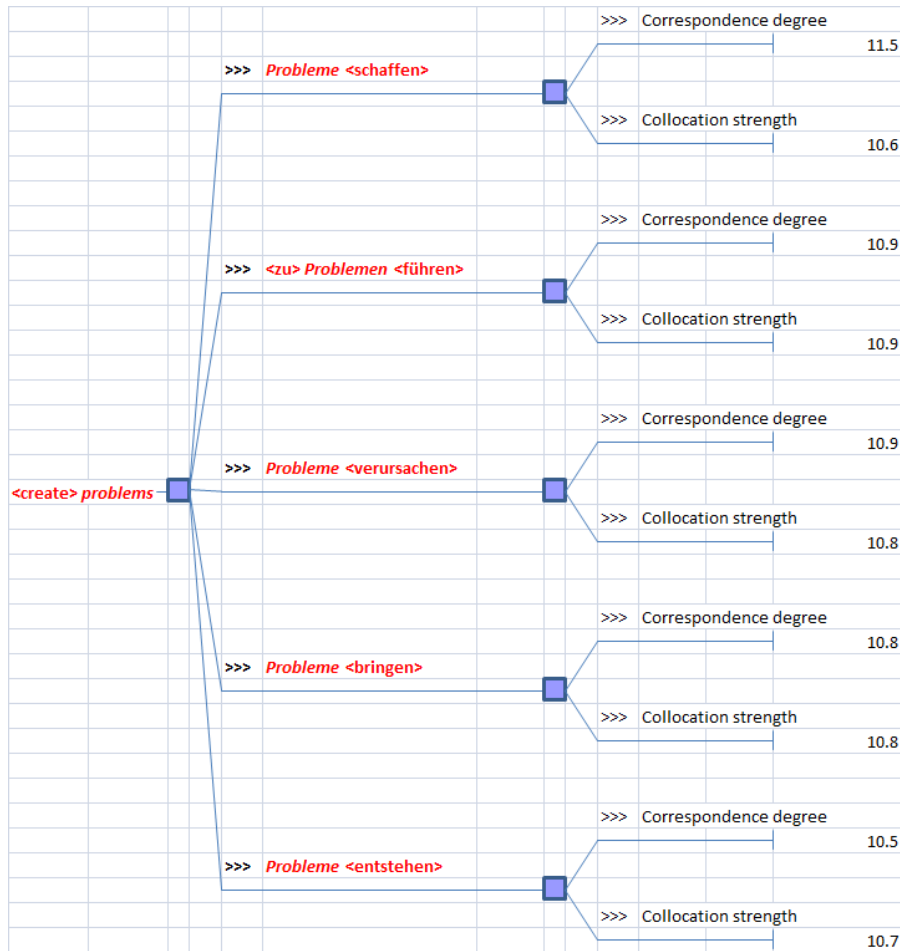 >>> Correspondence degree
11.5
>>> Probleme <schaffen>
>>> Collocation strength
10.6
>>> Correspondence degree
10.9
>>> <zu> Problemen <führen>
>>> Collocation strength
10.9
>>> Correspondence degree
10.9
>>> Probleme <verursachen>
<create> problems
>>> Collocation strength
10.8
>>> Correspondence degree
10.8
>>> Probleme <bringen>
>>> Collocation strength
10.8
>>> Correspondence degree
10.5
>>> Probleme <entstehen>
>>> Collocation strength
10.7